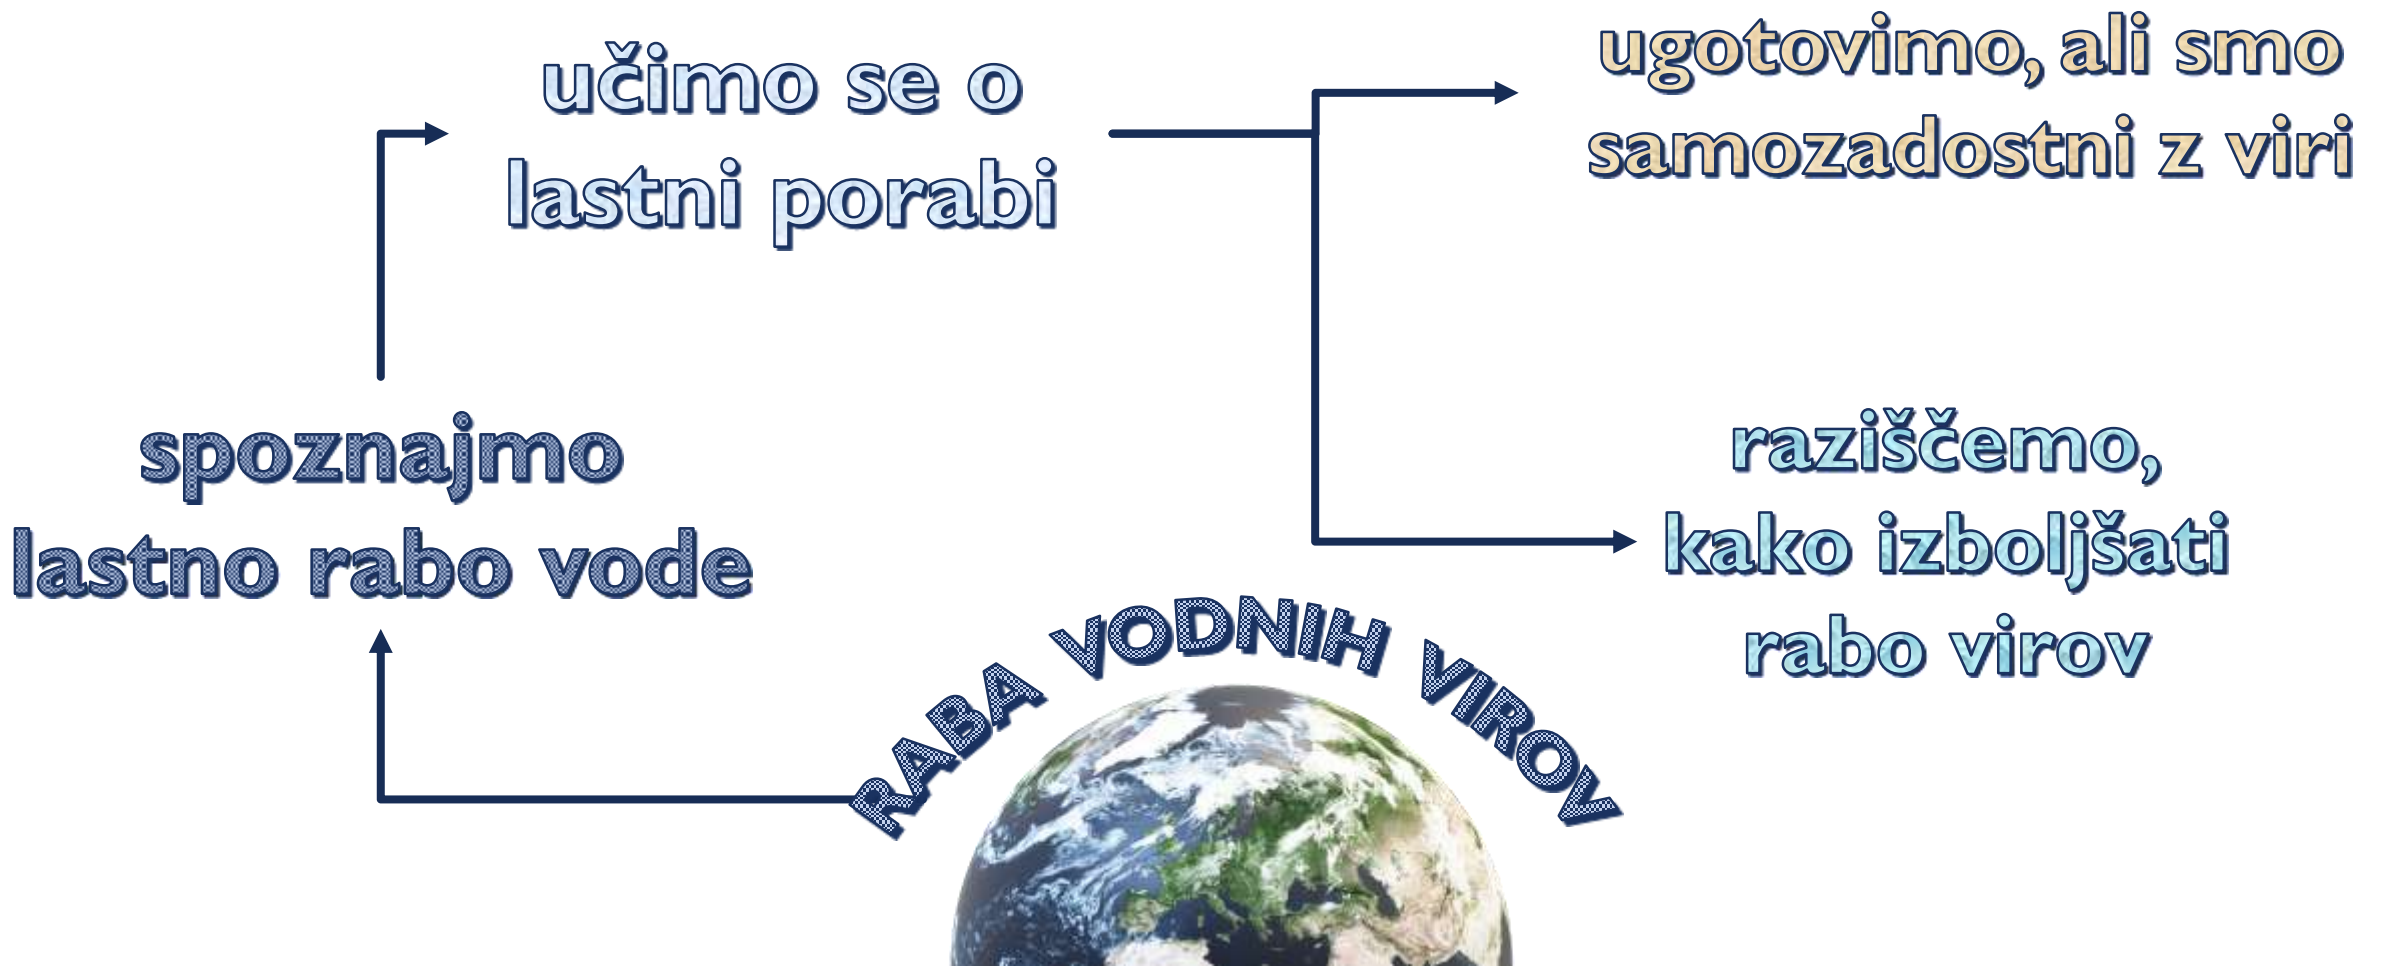 učimo se o
lastni porabi
ugotovimo, ali smo
samozadostni z viri
spoznajmo
lastno rabo vode
raziščemo,
kako izboljšati
rabo virov
RABA VODNIH VIROV